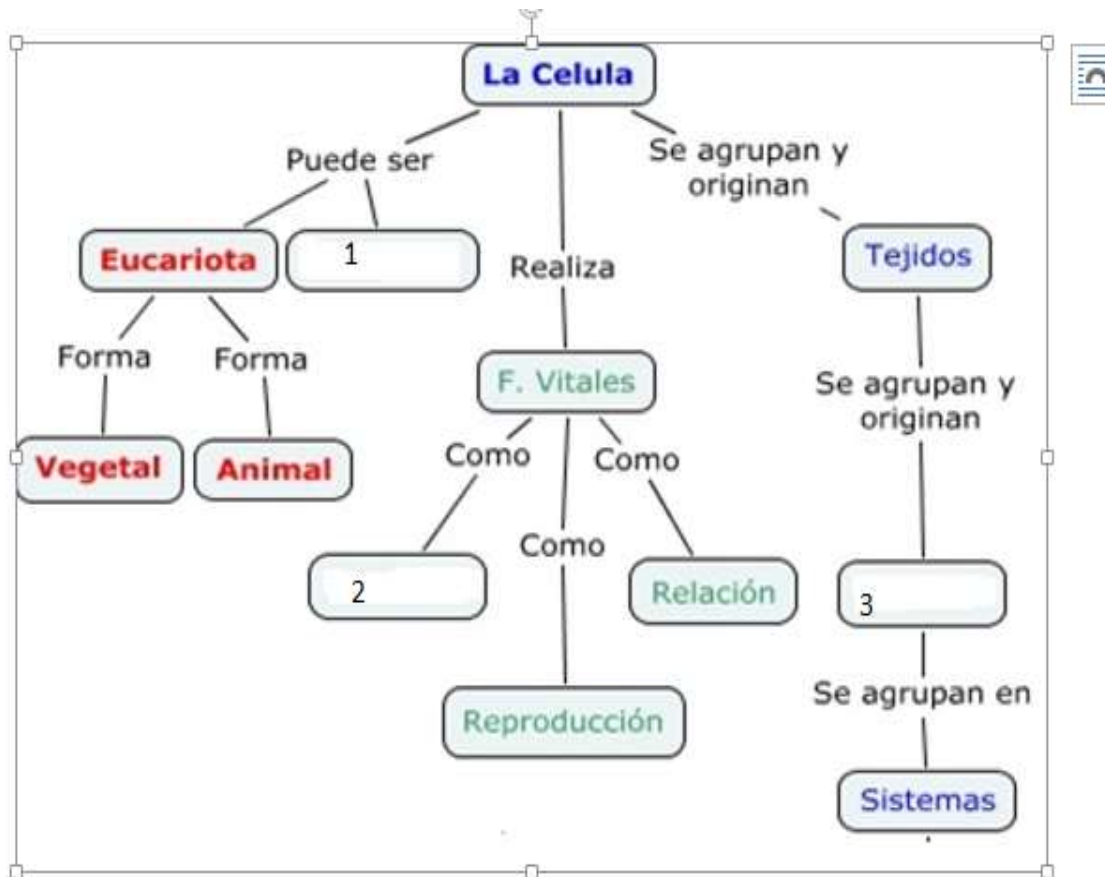 La Celula
Puede ser
Se agrupan y
originan
Eucariota
1
Realiza
Tejidos
Forma
Forma
F. Vitales
Se agrupan y
originan
Vegetal
Animal
Como
Como
Como
2
Relación
3
Reproducción
Se agrupan en
Sistemas